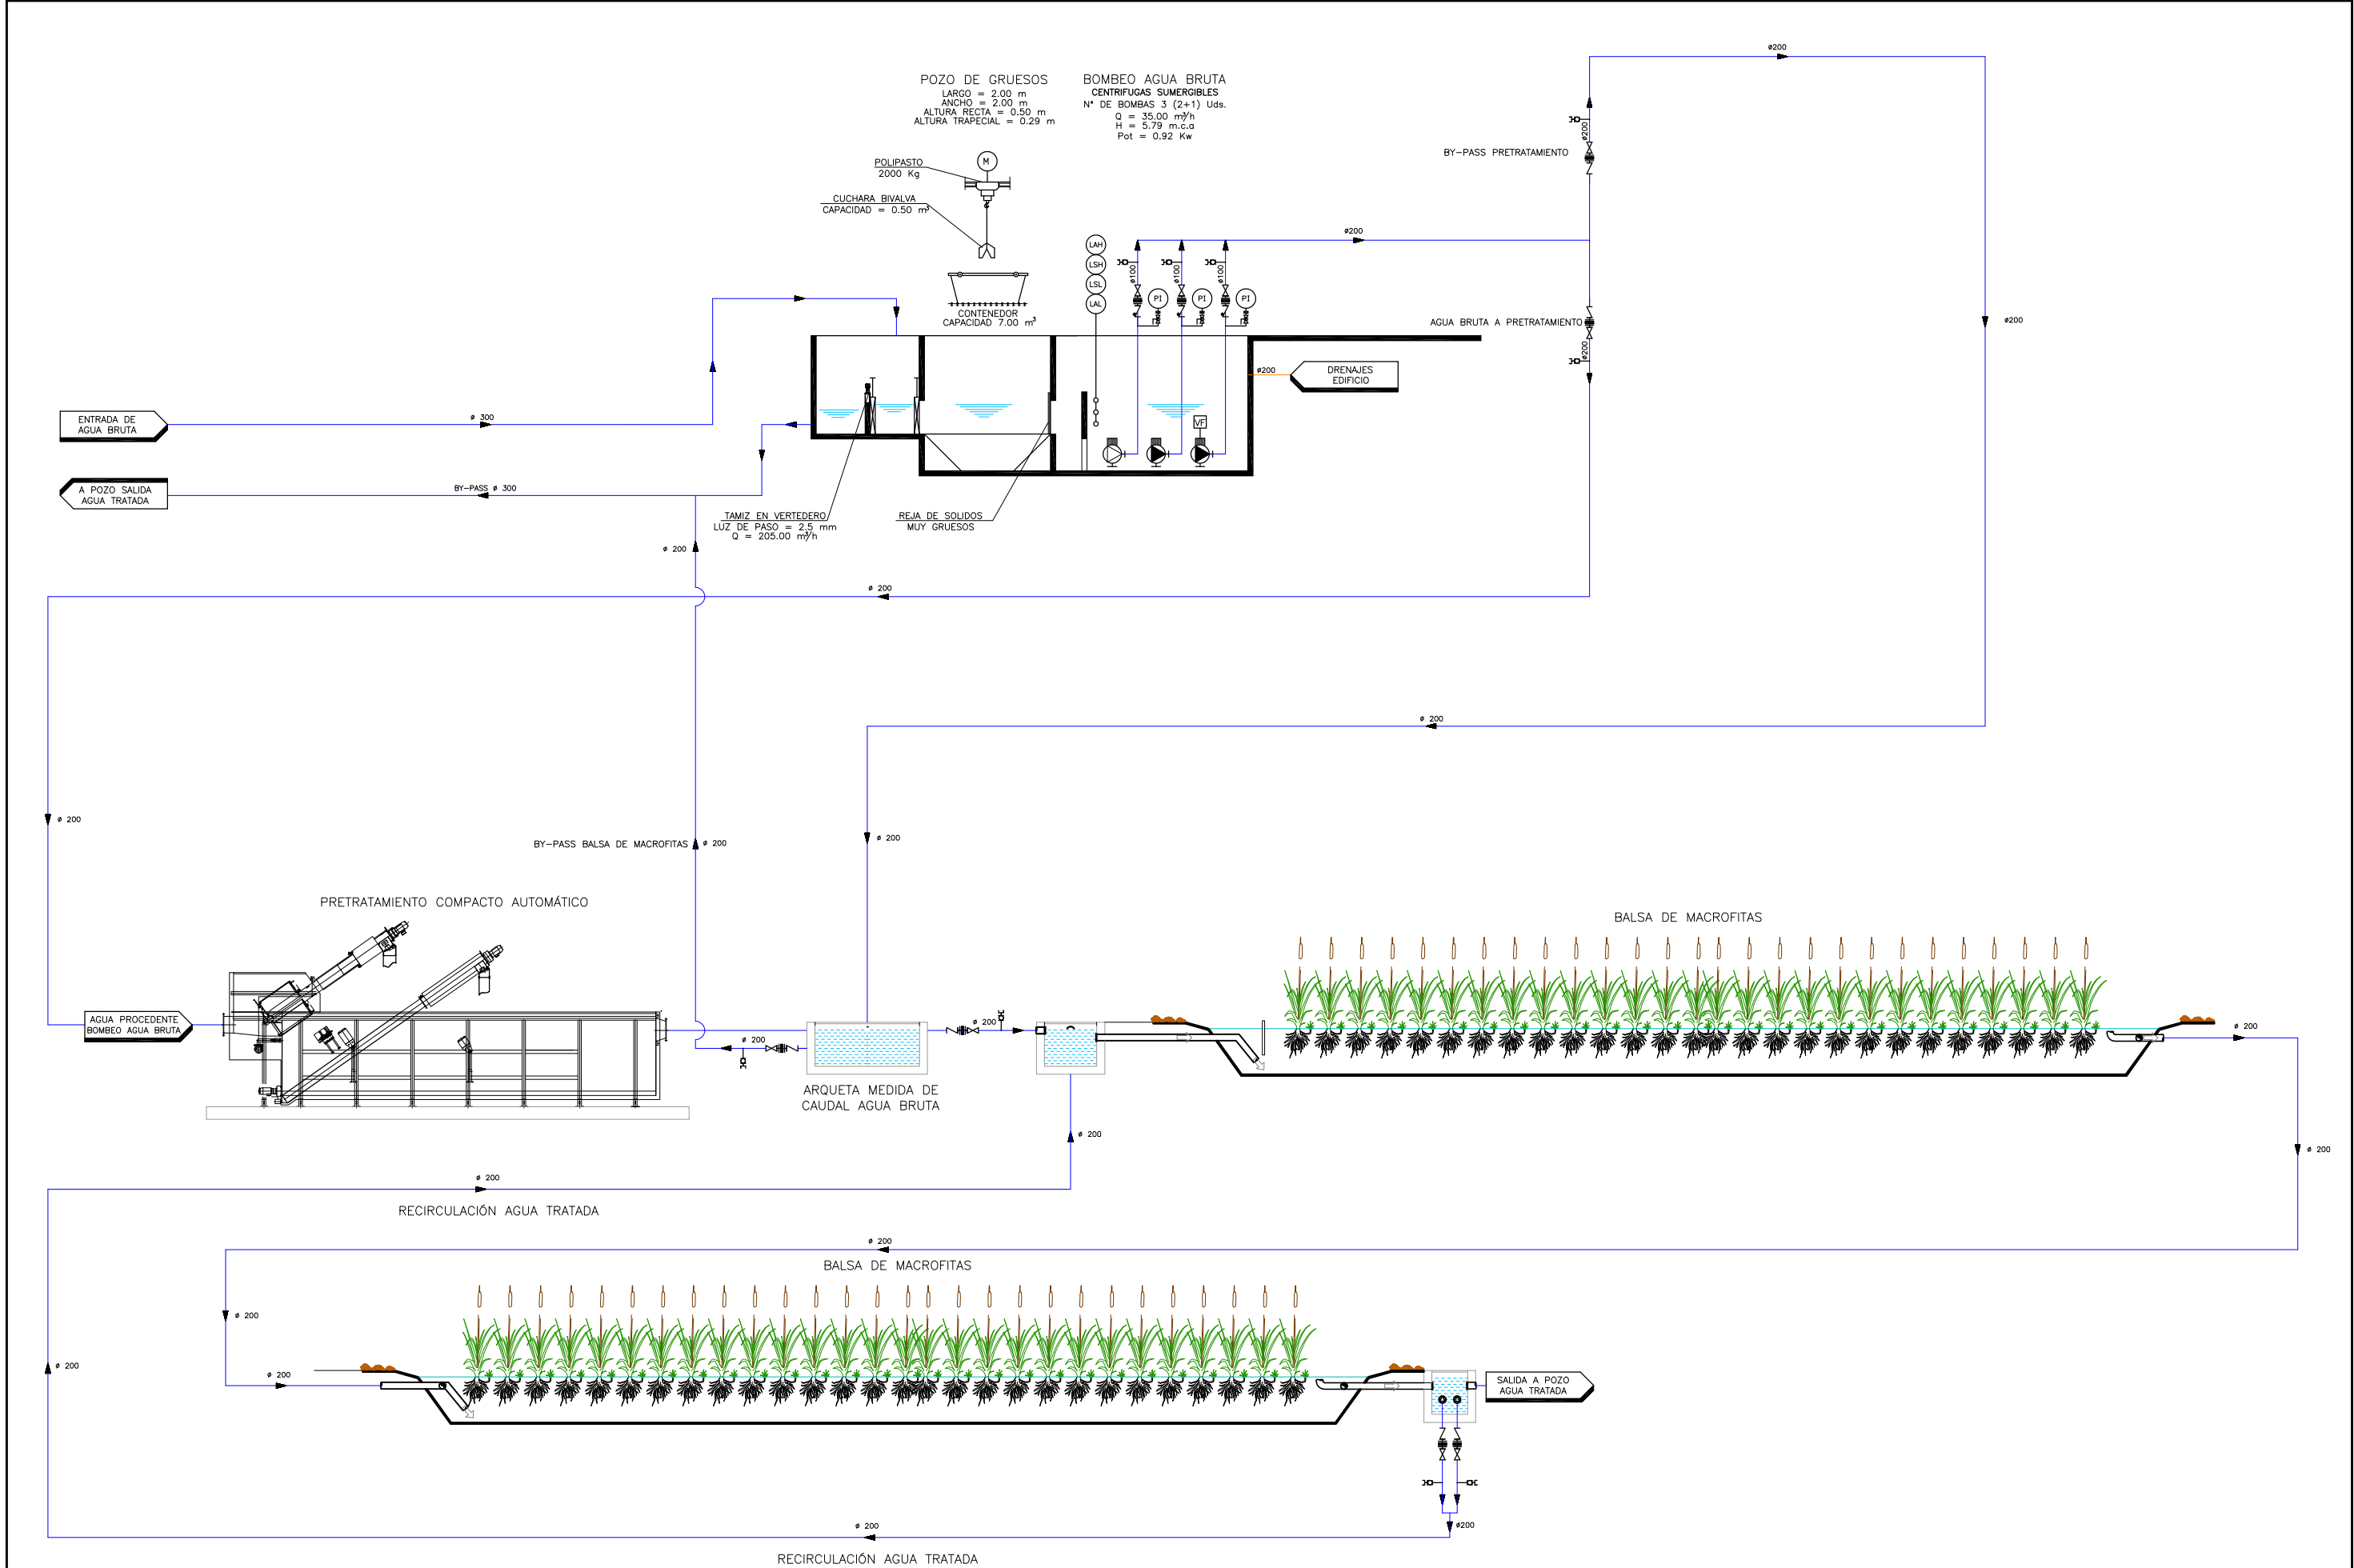 ø200
POZO DE GRUESOS
LARGO = 2.00 m
ANCHO = 2.00 m
ALTURA RECTA = 0.50 m
ALTURA TRAPECIAL = 0.29 m
BOMBEO AGUA BRUTA
CENTRIFUGAS SUMERGIBLES
Nº DE BOMBAS 3 (2+1) Uds.
Q = 35.00 m³/h
H = 5.79 m.c.a
Pot = 0.92 Kw
ø200
BY-PASS PRETRATAMIENTO
POLIPASTO
2000 Kg
M
CUCHARA BIVALVA
CAPACIDAD = 0.50 m³
ø200
LAH
LSH
LSL
LAL
ø100
ø100
ø100
PI
PI
PI
CONTENEDOR
CAPACIDAD 7.00 m³
AGUA BRUTA A PRETRATAMIENTO
ø200
ø200
ø200
DRENAJES
EDIFICIO
ENTRADA DE
AGUA BRUTA
ø 300
VF
A POZO SALIDA
AGUA TRATADA
BY-PASS ø 300
TAMIZ EN VERTEDERO
LUZ DE PASO = 2.5 mm
Q = 205.00 m³/h
REJA DE SOLIDOS
MUY GRUESOS
ø 200
ø 200
ø 200
ø 200
ø 200
BY-PASS BALSA DE MACROFITAS
ø 200
PRETRATAMIENTO COMPACTO AUTOMÁTICO
BALSA DE MACROFITAS
AGUA PROCEDENTE
BOMBEO AGUA BRUTA
ø 200
ø 200
ø 200
ARQUETA MEDIDA DE
CAUDAL AGUA BRUTA
ø 200
ø 200
ø 200
RECIRCULACIÓN AGUA TRATADA
ø 200
BALSA DE MACROFITAS
ø 200
ø 200
ø 200
SALIDA A POZO
AGUA TRATADA
ø 200
ø200
RECIRCULACIÓN AGUA TRATADA